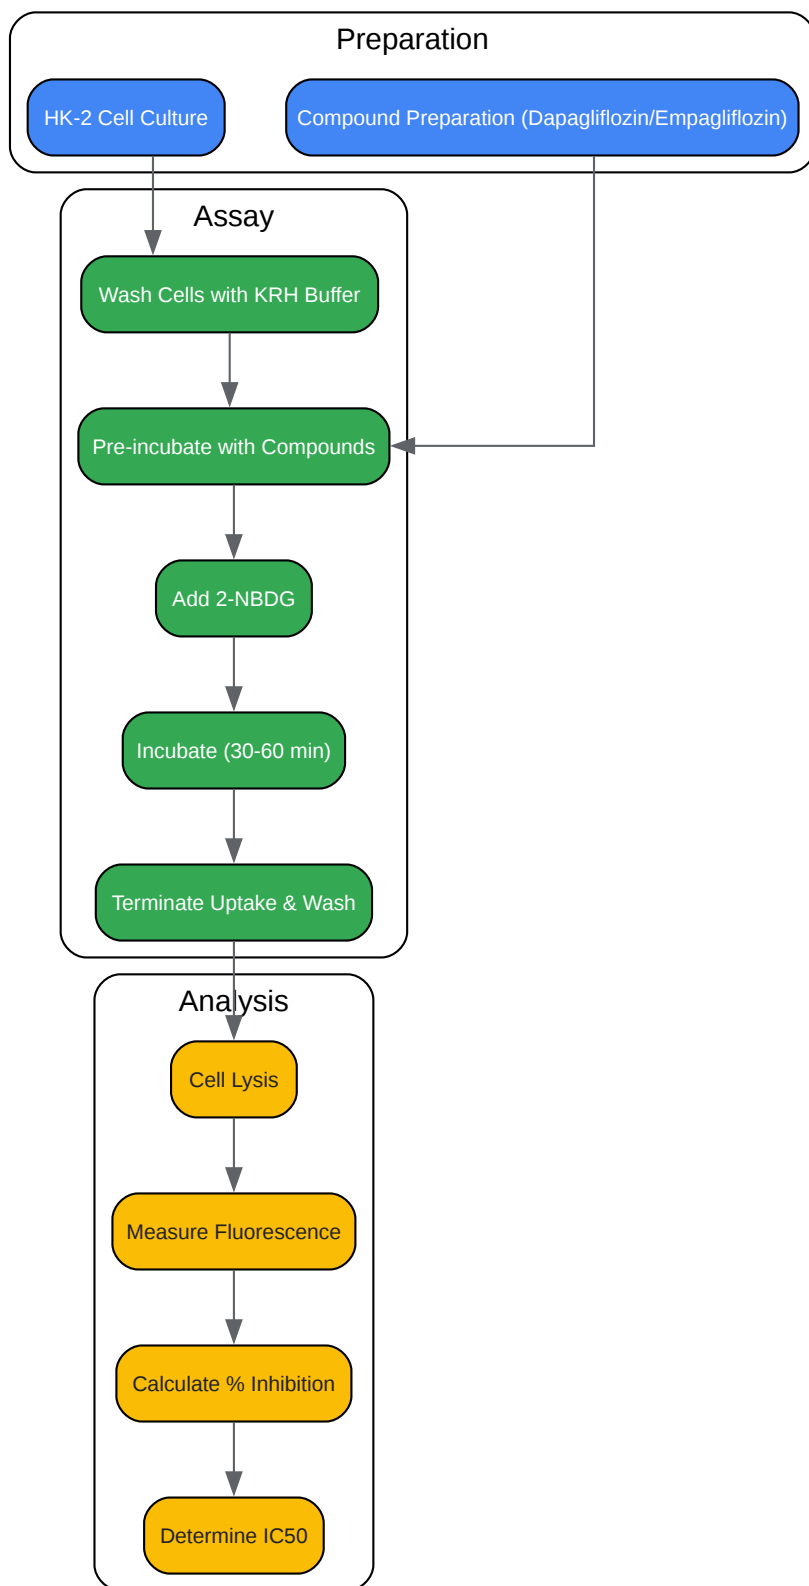 Preparation
HK-2 Cell Culture
Compound Preparation (Dapagliflozin/Empagliflozin)
Assay
Wash Cells with KRH Buffer
Pre-incubate with Compounds
Add 2-NBDG
Incubate (30-60 min)
Terminate Uptake & Wash
Analysis
Cell Lysis
Measure Fluorescence
Calculate % Inhibition
Determine IC50